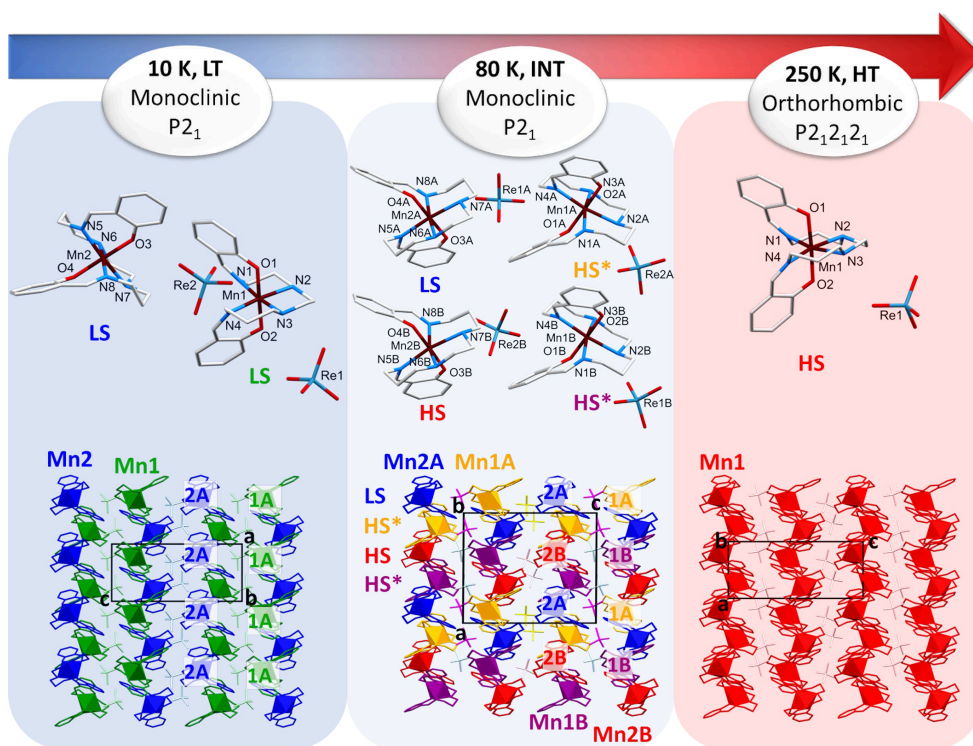 10 K, LT
Monoclinic
P2₁
80 K, INT
Monoclinic
P2₁
250 K, HT
Orthorhombic
P2₁2₁2₁
N5
N6
Mn2
O3
O4
N8
N7
LS
Re2
N1
O1
Mn1
N2
N4
N3
O2
LS
Re1
N8A
O4A
Re1A
Mn2A
N7A
N5A
N6A
O3A
LS
N3A
N4A
O2A
Mn1A
N2A
O1A
N1A
HS*
Re2A
N8B
O4B
Mn2B
N7B
Re2B
N5B
N6B
O3B
HS
N3B
N4B
O2B
Mn1B
O1B
N2B
N1B
HS*
Re1B
O1
N2
N1
N4
Mn1
N3
O2
Re1
HS
Mn2
Mn1
2A
1A
a
2A
1A
c
b
2A
1A
2A
1A
Mn2A
Mn1A
LS
HS*
HS
HS*
b
c
2A
1A
2B
1B
2A
1A
a
2B
1B
Mn1B
Mn2B
Mn1
b
c
a